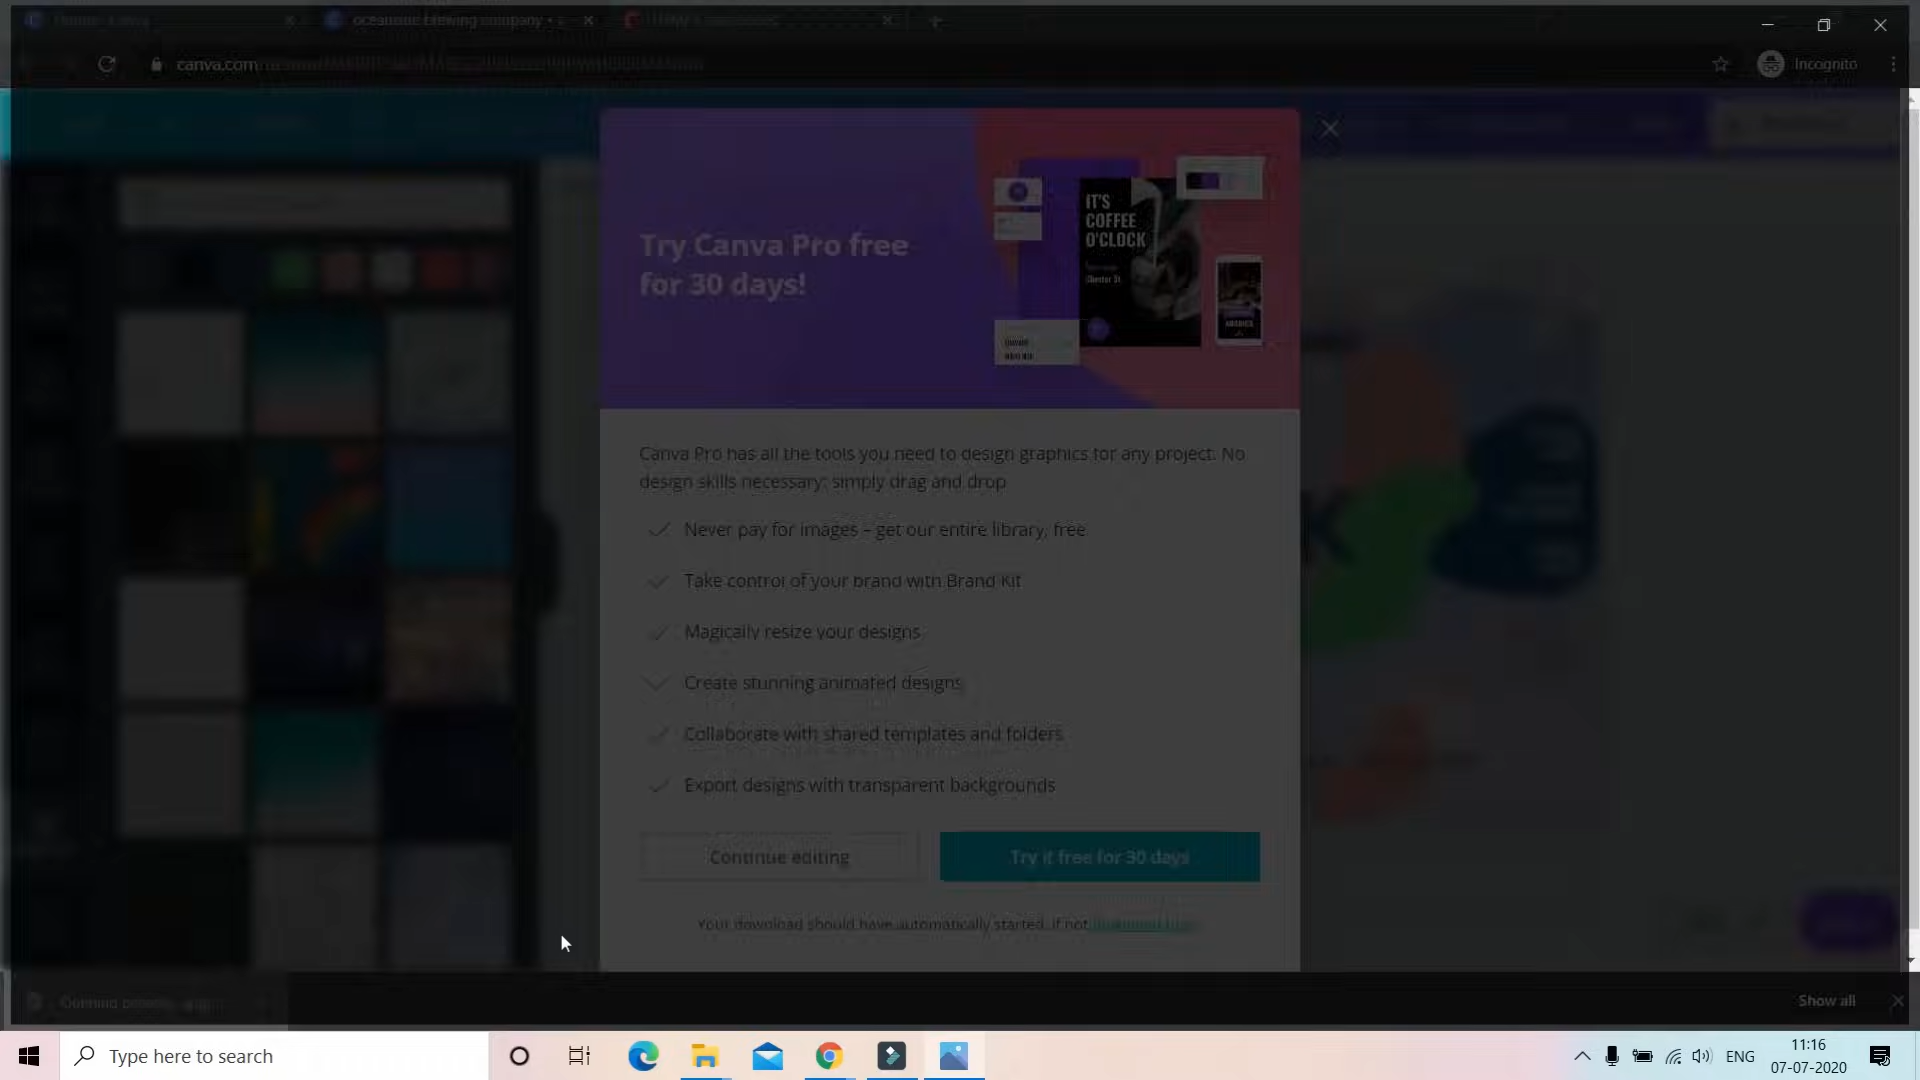 oceanside brewing company
canva.com
Incognito
Try Canva Pro free
for 30 days!
IT'S
COFFEE
O'CLOCK
Chester St
Canva Pro has all the tools you need to design graphics for any project. No
design skills necessary; simply drag and drop
Never pay for images – get our entire library, free
Take control of your brand with Brand Kit
Magically resize your designs
Create stunning animated designs
Collaborate with shared templates and folders
Export designs with transparent backgrounds
Continue editing
Try it free for 30 days
Your download should have automatically started. If not
Show all
Type here to search
ENG
11:16
07-07-2020